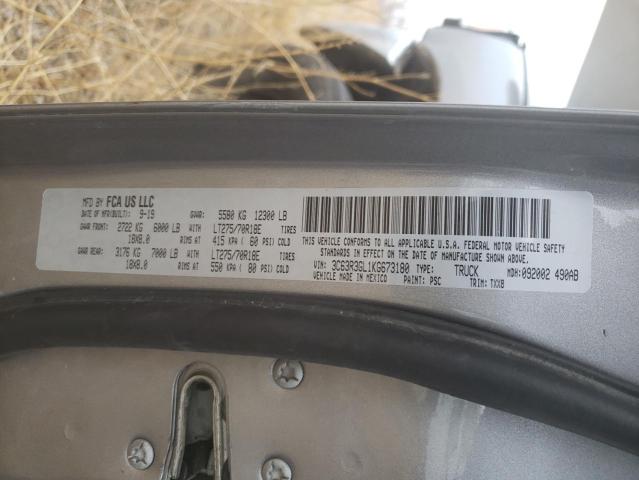 MFD BY FCA US LLC
DATE OF MFR(BUILT): 9-19 GVWR: 5580 KG 12300 LB
GAWR FRONT: 2722 KG 6000 LB LT275/70R18E TIRES
18X8.0 RIMS AT 415 KPA ( 60 PSI) COLD
GAWR REAR: 3176 KG 7000 LB LT275/70R18E TIRES
18X8.0 RIMS AT 550 KPA ( 80 PSI) COLD
THIS VEHICLE CONFORMS TO ALL APPLICABLE U.S.A. FEDERAL MOTOR VEHICLE SAFETY
STANDARDS IN EFFECT ON THE DATE OF MANUFACTURE SHOWN ABOVE.
VIN: 3C63R3GL1KG673180 TYPE: TRUCK MDH:092002 490AB
VEHICLE MADE IN MEXICO PAINT: PSC TRIM: TXXB